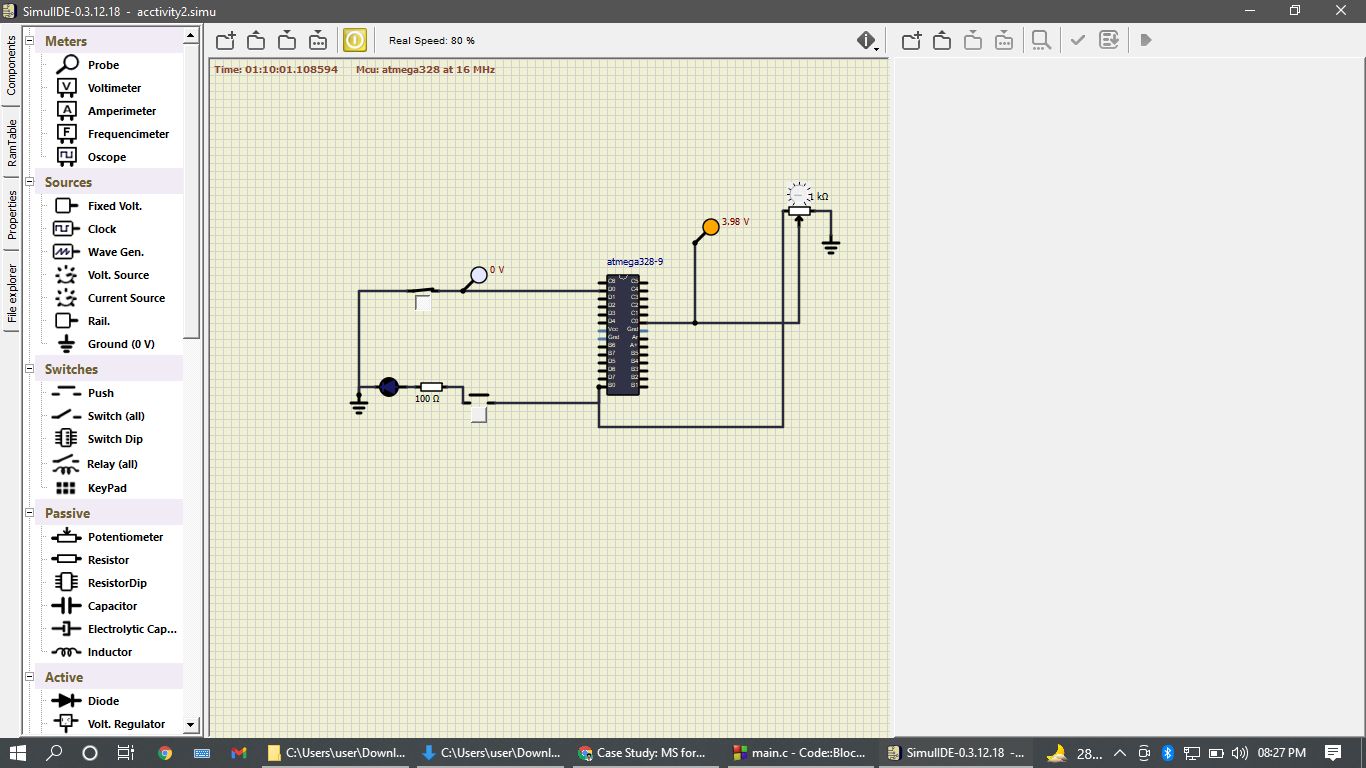 SimulIDE-0.3.12.18 - acctivity2.simu
Components
RamTable
Properties
File explorer
Meters
Probe
Voltimeter
Amperimeter
Frequencimeter
Oscope
Sources
Fixed Volt.
Clock
Wave Gen.
Volt. Source
Current Source
Rail.
Ground (0 V)
Switches
Push
Switch (all)
Switch Dip
Relay (all)
KeyPad
Passive
Potentiometer
Resistor
ResistorDip
Capacitor
Electrolytic Cap...
Inductor
Active
Diode
Volt. Regulator
Real Speed: 80 %
Time: 01:10:01.108594 Mcu: atmega328 at 16 MHz
1 kΩ
3.98 V
atmega328-9
0 V
100 Ω
C:\Users\user\Downl...
C:\Users\user\Downl...
Case Study: MS for...
main.c - Code::Bloc...
SimulIDE-0.3.12.18 -...
28...
08:27 PM